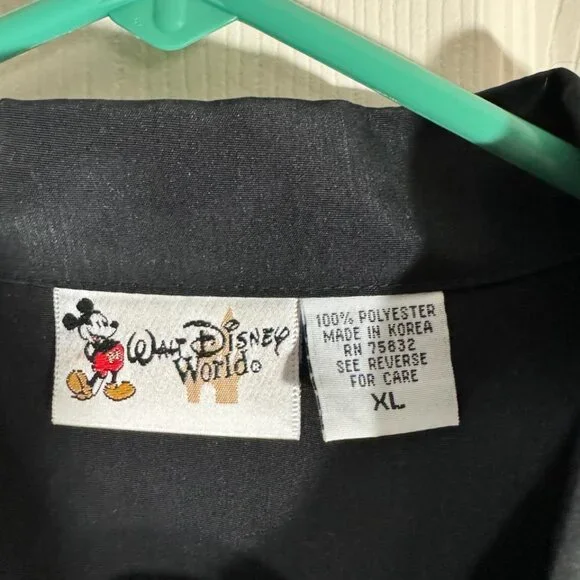 Walt Disney
World®
100% POLYESTER
MADE IN KOREA
RN 75832
SEE REVERSE
FOR CARE
XL